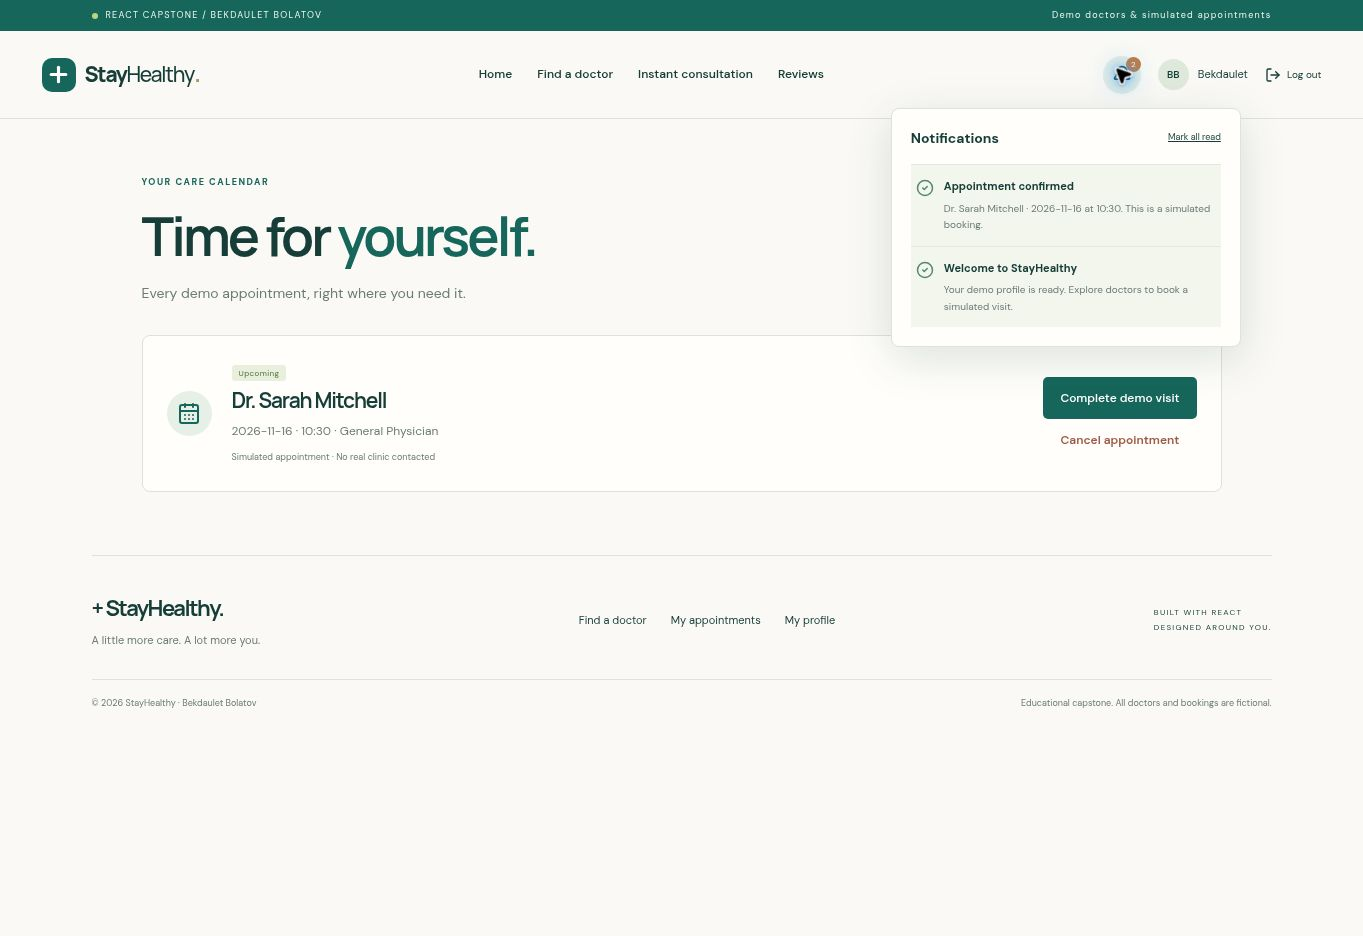 REACT CAPSTONE / BEKDAULET BOLATOV
Demo doctors & simulated appointments
StayHealthy.
Home
Find a doctor
Instant consultation
Reviews
2
BB
Bekdaulet
Log out
Notifications
Mark all read
Appointment confirmed
Dr. Sarah Mitchell · 2026-11-16 at 10:30. This is a simulated
booking.
Welcome to StayHealthy
Your demo profile is ready. Explore doctors to book a
simulated visit.
YOUR CARE CALENDAR
Time for yourself.
Every demo appointment, right where you need it.
Upcoming
Dr. Sarah Mitchell
2026-11-16 · 10:30 · General Physician
Simulated appointment · No real clinic contacted
Complete demo visit
Cancel appointment
+ StayHealthy.
A little more care. A lot more you.
Find a doctor
My appointments
My profile
BUILT WITH REACT
DESIGNED AROUND YOU.
© 2026 StayHealthy · Bekdaulet Bolatov
Educational capstone. All doctors and bookings are fictional.